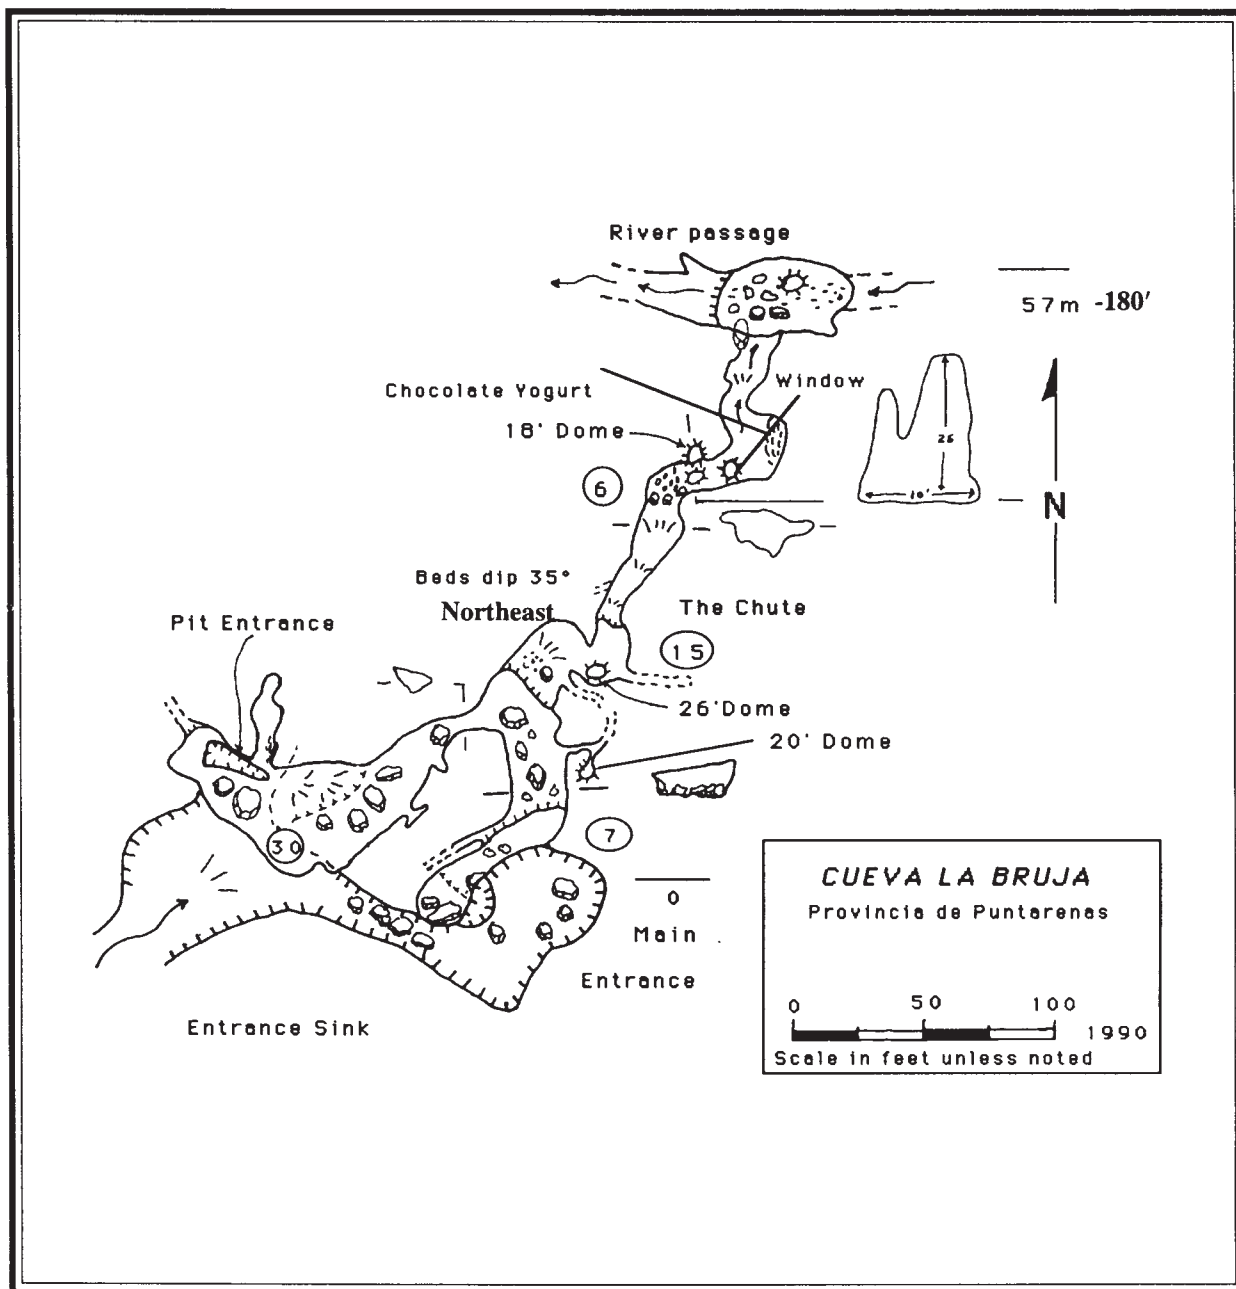 River passage
57m -180'
Chocolate Yogurt
Window
18' Dome
26
10'
6
N
Beds dip 35°
Northeast
The Chute
Pit Entrance
15
26' Dome
20' Dome
30
7
0
Main
Entrance
Entrance Sink
CUEVA LA BRUJA
Provincia de Puntarenas
0 50 100
1990
Scale in feet unless noted